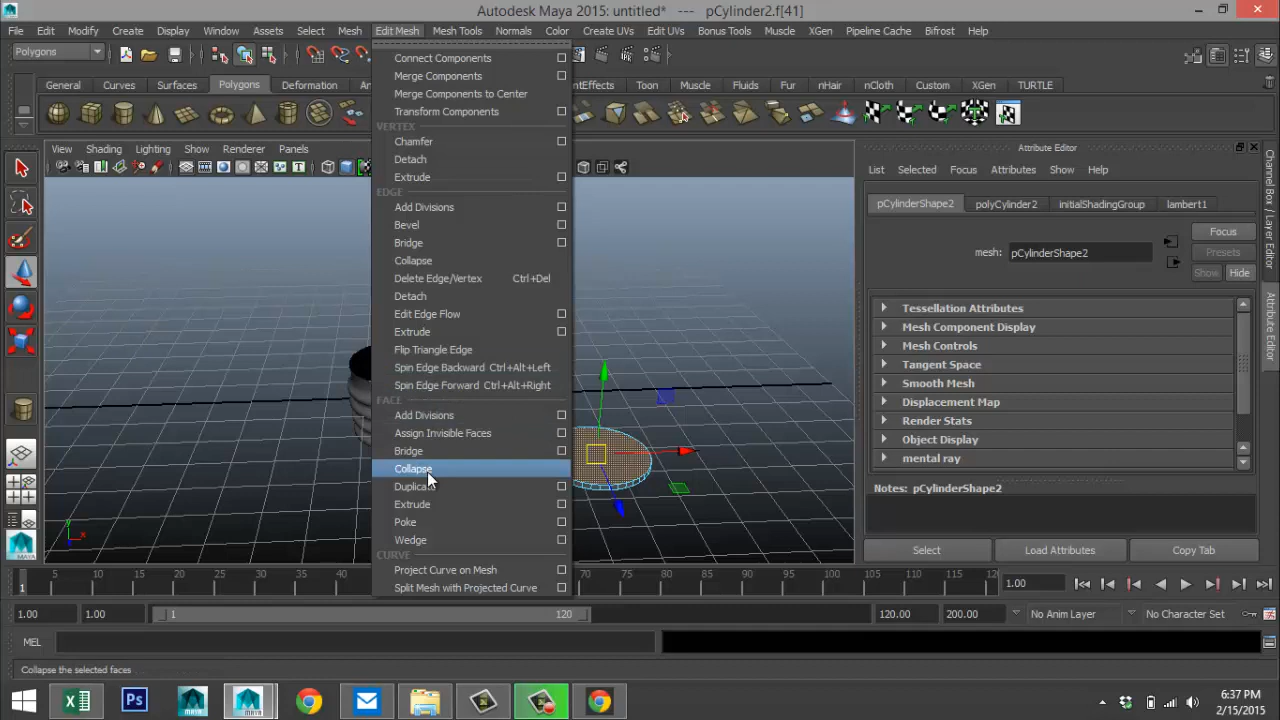 Autodesk Maya 2015: untitled* --- pCylinder2.f[41]
File Edit Modify Create Display Window Assets Select Mesh Edit Mesh Mesh Tools Normals Color Create UVs Edit UVs Bonus Tools Muscle XGen Pipeline Cache Bifrost Help
Polygons
General Curves Surfaces Polygons Deformation Effects Toon Muscle Fluids Fur nHair nCloth Custom XGen TURTLE
View Shading Lighting Show Renderer Panels
Connect Components
Merge Components
Merge Components to Center
Transform Components
VERTEX
Chamfer
Detach
Extrude
EDGE
Add Divisions
Bevel
Bridge
Collapse
Delete Edge/Vertex Ctrl+Del
Detach
Edit Edge Flow
Extrude
Flip Triangle Edge
Spin Edge Backward Ctrl+Alt+Left
Spin Edge Forward Ctrl+Alt+Right
FACE
Add Divisions
Assign Invisible Faces
Bridge
Collapse
Duplicate
Extrude
Poke
Wedge
CURVE
Project Curve on Mesh
Split Mesh with Projected Curve
Attribute Editor
List Selected Focus Attributes Show Help
pCylinderShape2 polyCylinder2 initialShadingGroup lambert1
Focus
mesh: pCylinderShape2
Presets
Show Hide
Tessellation Attributes
Mesh Component Display
Mesh Controls
Tangent Space
Smooth Mesh
Displacement Map
Render Stats
Object Display
mental ray
Notes: pCylinderShape2
Select Load Attributes Copy Tab
Channel Box / Layer Editor
Attribute Editor
y
x
MAYA
1 5 10 15 20 25 30 35 40 70 75 80 85 90 95 100 105 110 115 12 1.00
1.00 1.00 1 120 120.00 200.00 No Anim Layer No Character Set
MEL
Collapse the selected faces
Ps
6:37 PM
2/15/2015